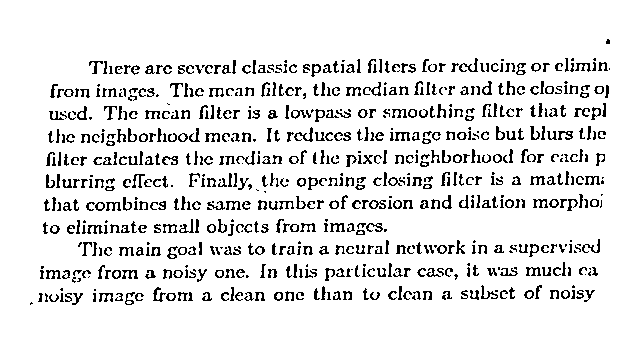 There are several classic spatial filters for reducing or elimin
from images. The mean filter, the median filter and the closing o
used. The mean filter is a lowpass or smoothing filter that repl
the neighborhood mean. It reduces the image noise but blurs the
filter calculates the median of the pixel neighborhood for each p
blurring effect. Finally, the opening closing filter is a mathem
that combines the same number of erosion and dilation morpho
to eliminate small objects from images.
The main goal was to train a neural network in a supervised
image from a noisy one. In this particular case, it was much ea
noisy image from a clean one than to clean a subset of noisy